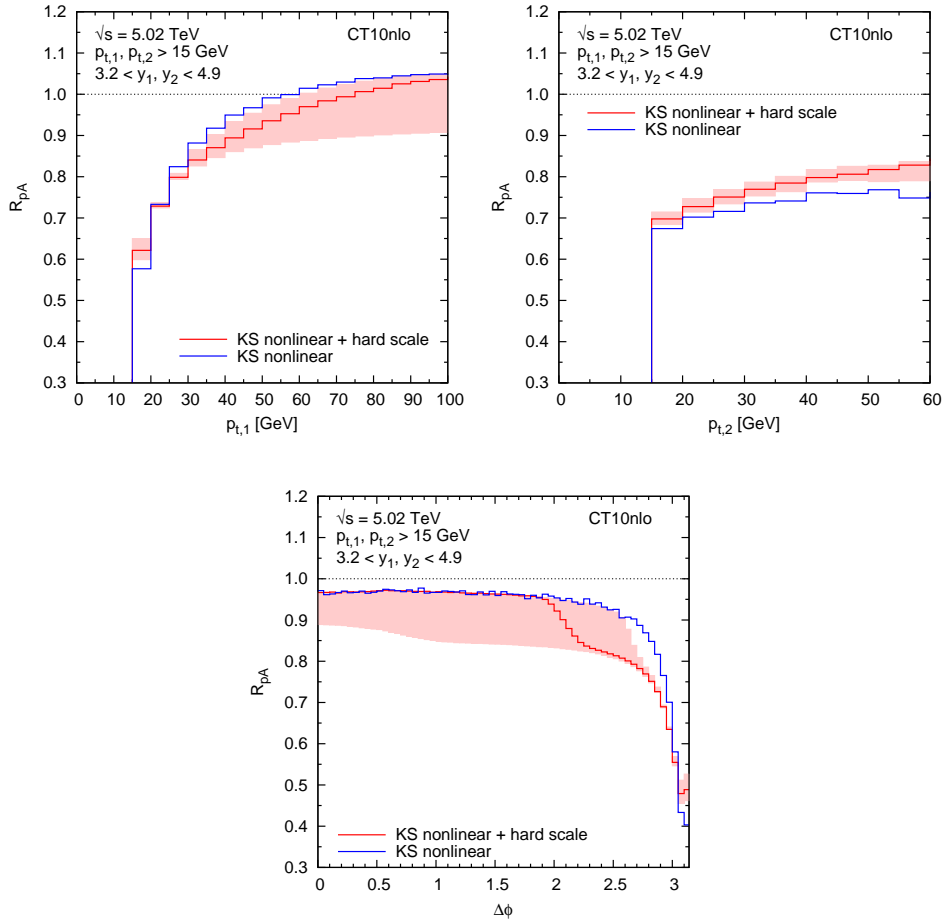 1.2
1.1
1.0
0.9
0.8
0.7
0.6
0.5
0.4
0.3
R_pA
√s = 5.02 TeV
CT10nlo
p_t,1, p_t,2 > 15 GeV
3.2 < y_1, y_2 < 4.9
KS nonlinear + hard scale
KS nonlinear
0 10 20 30 40 50 60 70 80 90 100
p_t,1 [GeV]
1.2
1.1
1.0
0.9
0.8
0.7
0.6
0.5
0.4
0.3
R_pA
√s = 5.02 TeV
CT10nlo
p_t,1, p_t,2 > 15 GeV
3.2 < y_1, y_2 < 4.9
KS nonlinear + hard scale
KS nonlinear
0 10 20 30 40 50 60
p_t,2 [GeV]
1.2
1.1
1.0
0.9
0.8
0.7
0.6
0.5
0.4
0.3
R_pA
√s = 5.02 TeV
CT10nlo
p_t,1, p_t,2 > 15 GeV
3.2 < y_1, y_2 < 4.9
KS nonlinear + hard scale
KS nonlinear
0 0.5 1 1.5 2 2.5 3
Δϕ